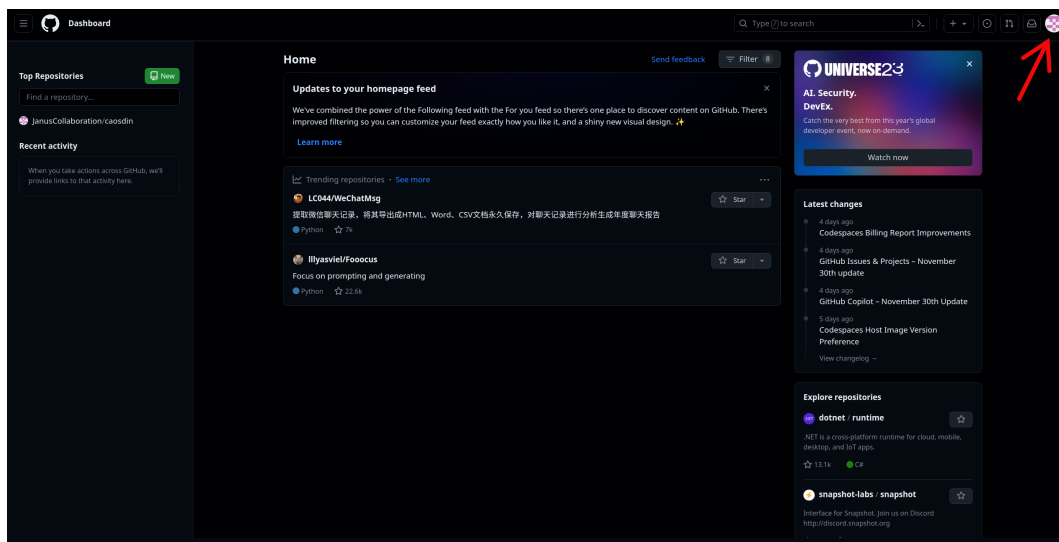 Dashboard
Type / to search
Top Repositories
New
Find a repository...
JanusCollaboration/caosdin
Recent activity
When you take actions across GitHub, we'll
provide links to that activity here.
Home
Send feedback
Filter 8
Updates to your homepage feed
We've combined the power of the Following feed with the For you feed so there's one place to discover content on GitHub. There's
improved filtering so you can customize your feed exactly how you like it, and a shiny new visual design. ✨
Learn more
Trending repositories · See more
LC044/WeChatMsg
Star
提取微信聊天记录，将其导出成HTML、Word、CSV文档永久保存，对聊天记录进行分析生成年度聊天报告
Python 7k
lllyasviel/Fooocus
Star
Focus on prompting and generating
Python 22.6k
UNIVERSE23
AI. Security.
DevEx.
Catch the very best from this year's global
developer event, now on-demand.
Watch now
Latest changes
4 days ago
Codespaces Billing Report Improvements
4 days ago
GitHub Issues & Projects – November
30th update
4 days ago
GitHub Copilot – November 30th Update
5 days ago
Codespaces Host Image Version
Preference
View changelog →
Explore repositories
dotnet / runtime
.NET is a cross-platform runtime for cloud, mobile,
desktop, and IoT apps.
13.1k C#
snapshot-labs / snapshot
Interface for Snapshot. Join us on Discord
http://discord.snapshot.org